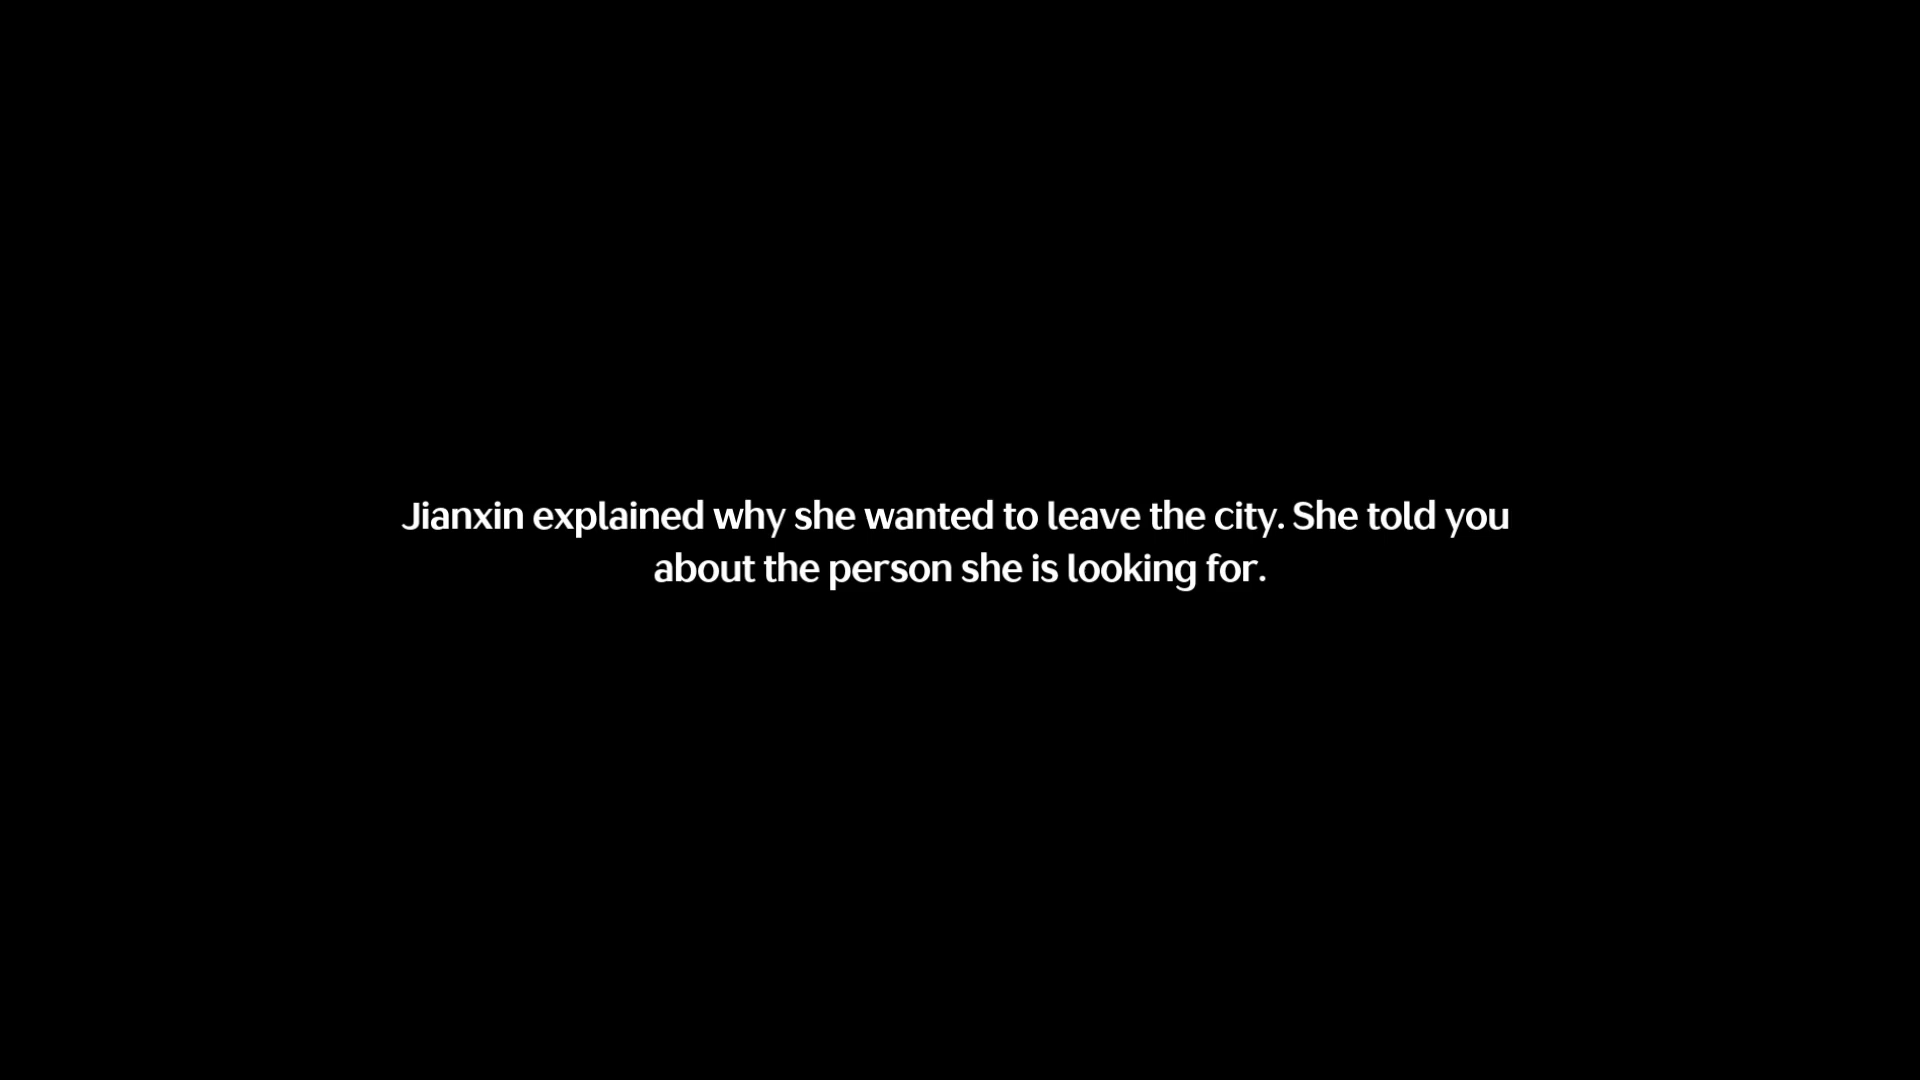 Jianxin explained why she wanted to leave the city. She told you
about the person she is looking for.